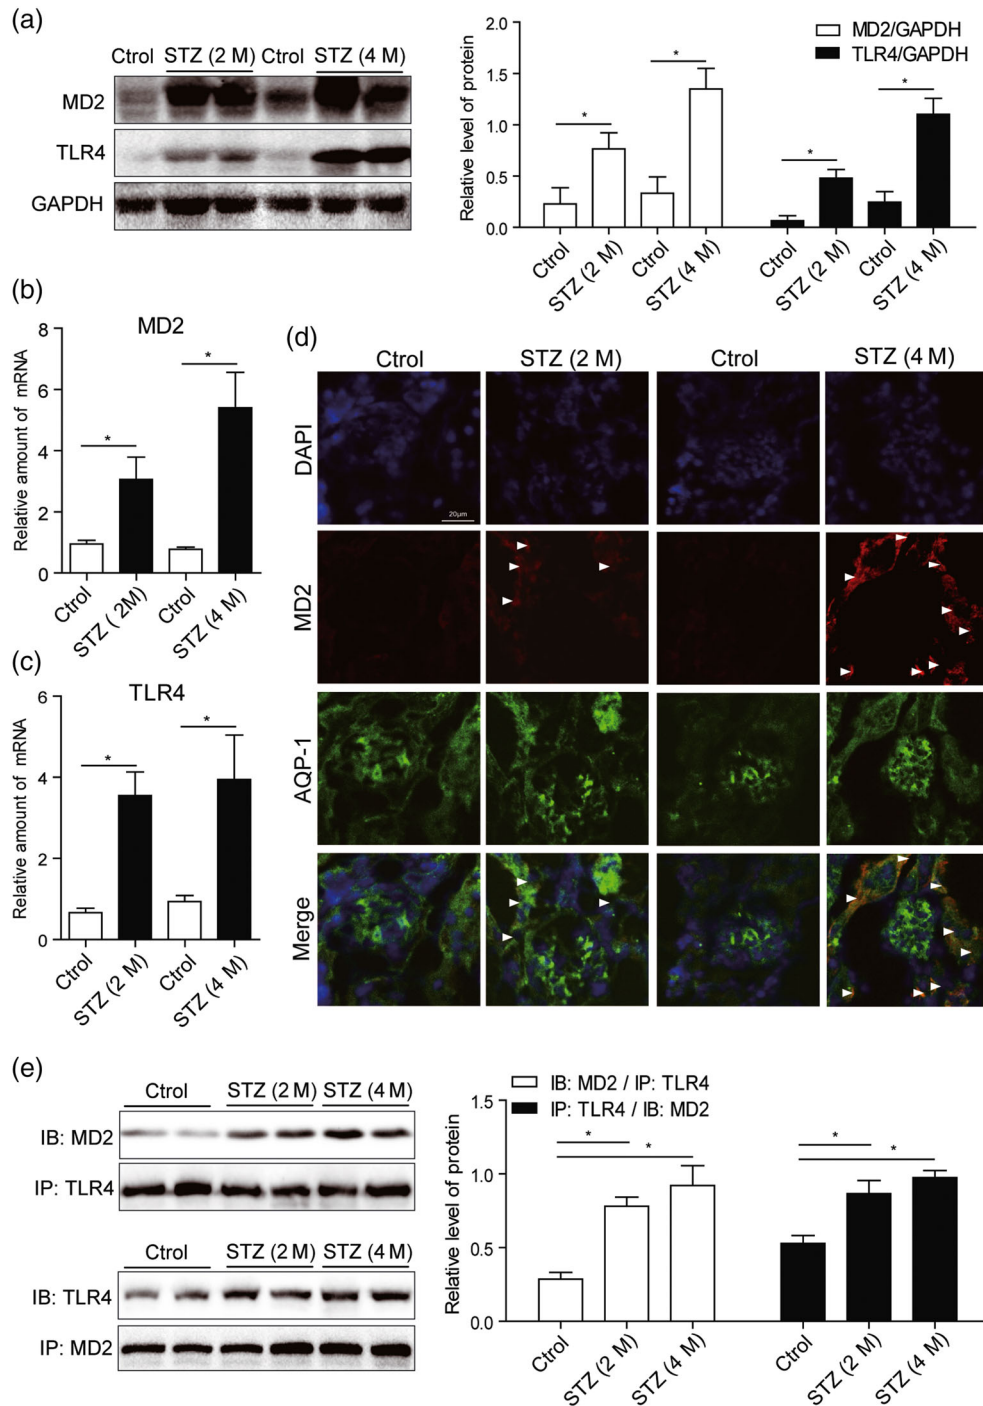 (a)
Ctrol STZ (2 M) Ctrol STZ (4 M)
MD2
TLR4
GAPDH
MD2/GAPDH
TLR4/GAPDH
Relative level of protein
2.0
1.5
1.0
0.5
0.0
* * * *
Ctrol STZ (2 M) Ctrol STZ (4 M) Ctrol STZ (2 M) Ctrol STZ (4 M)
(b)
MD2
Relative amount of mRNA
8
6
4
2
0
* *
Ctrol STZ ( 2M) Ctrol STZ (4 M)
(c)
TLR4
Relative amount of mRNA
6
4
2
0
* *
Ctrol STZ (2 M) Ctrol STZ (4 M)
(d)
Ctrol STZ (2 M) Ctrol STZ (4 M)
DAPI
20μm
MD2
AQP-1
Merge
(e)
Ctrol STZ (2 M) STZ (4 M)
IB: MD2
IP: TLR4
Ctrol STZ (2 M) STZ (4 M)
IB: TLR4
IP: MD2
IB: MD2 / IP: TLR4
IP: TLR4 / IB: MD2
Relative level of protein
1.5
1.0
0.5
0.0
* * * *
Ctrol STZ (2 M) STZ (4 M) Ctrol STZ (2 M) STZ (4 M)